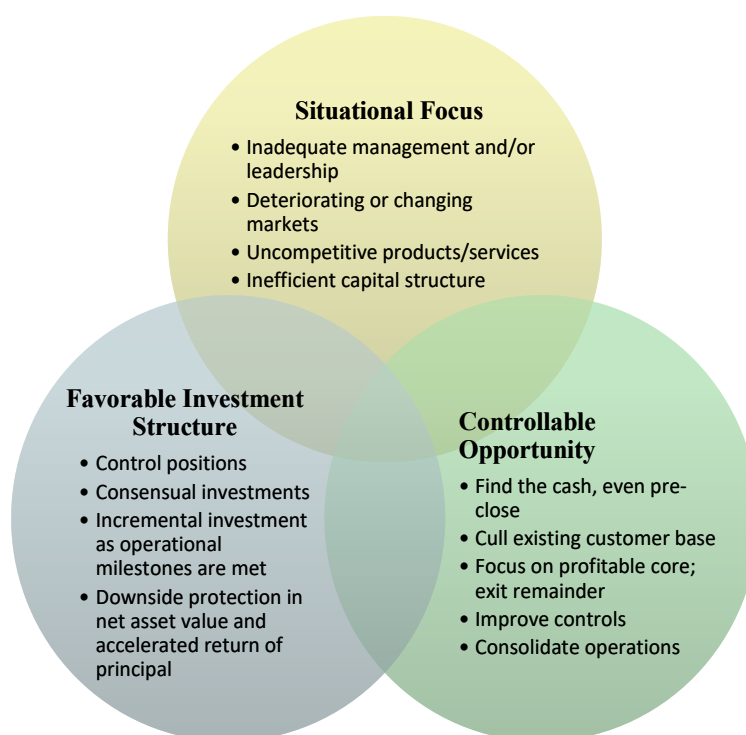 Situational Focus
• Inadequate management and/or
leadership
• Deteriorating or changing
markets
• Uncompetitive products/services
• Inefficient capital structure
Favorable Investment
Structure
• Control positions
• Consensual investments
• Incremental investment
as operational
milestones are met
• Downside protection in
net asset value and
accelerated return of
principal
Controllable
Opportunity
• Find the cash, even pre-
close
• Cull existing customer base
• Focus on profitable core;
exit remainder
• Improve controls
• Consolidate operations